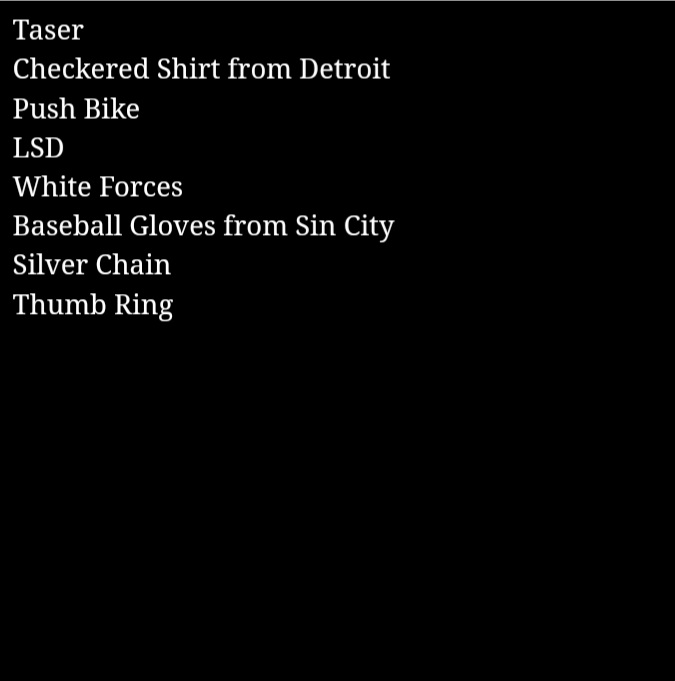 Taser
Checkered Shirt from Detroit
Push Bike
LSD
White Forces
Baseball Gloves from Sin City
Silver Chain
Thumb Ring